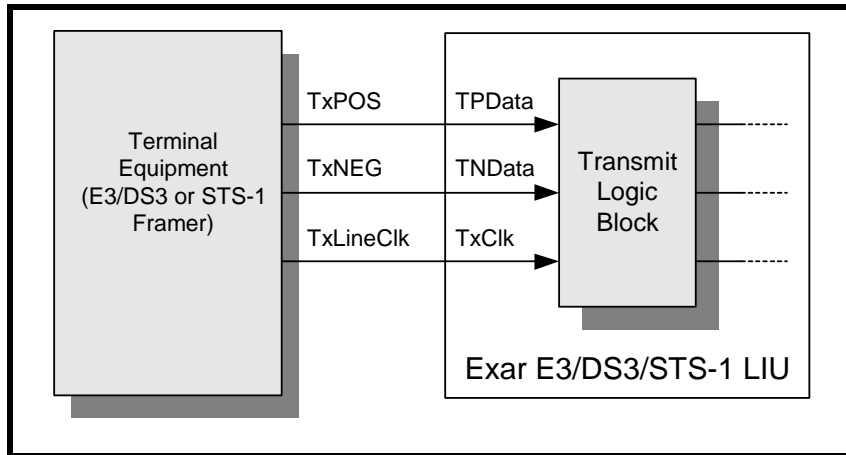 Terminal
Equipment
(E3/DS3 or STS-1
Framer)
TxPOS
TPData
TxNEG
TNData
TxLineClk
TxClk
Transmit
Logic
Block
Exar E3/DS3/STS-1 LIU